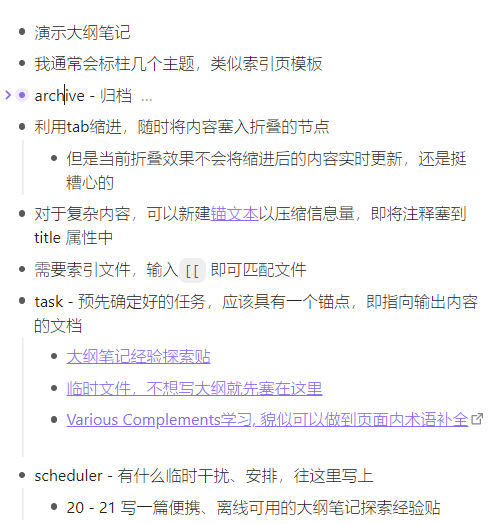 演示大纲笔记
我通常会标柱几个主题，类似索引页模板
archive - 归档 ...
利用tab缩进，随时将内容塞入折叠的节点
但是当前折叠效果不会将缩进后的内容实时更新，还是挺
糟心的
对于复杂内容，可以新建锚文本以压缩信息量，即将注释塞到
title 属性中
需要索引文件，输入 [[ 即可匹配文件
task - 预先确定好的任务，应该具有一个锚点，即指向输出内容
的文档
大纲笔记经验探索贴
临时文件，不想写大纲就先塞在这里
Various Complements学习, 貌似可以做到页面内术语补全
scheduler - 有什么临时干扰、安排，往这里写上
20 - 21 写一篇便携、离线可用的大纲笔记探索经验贴